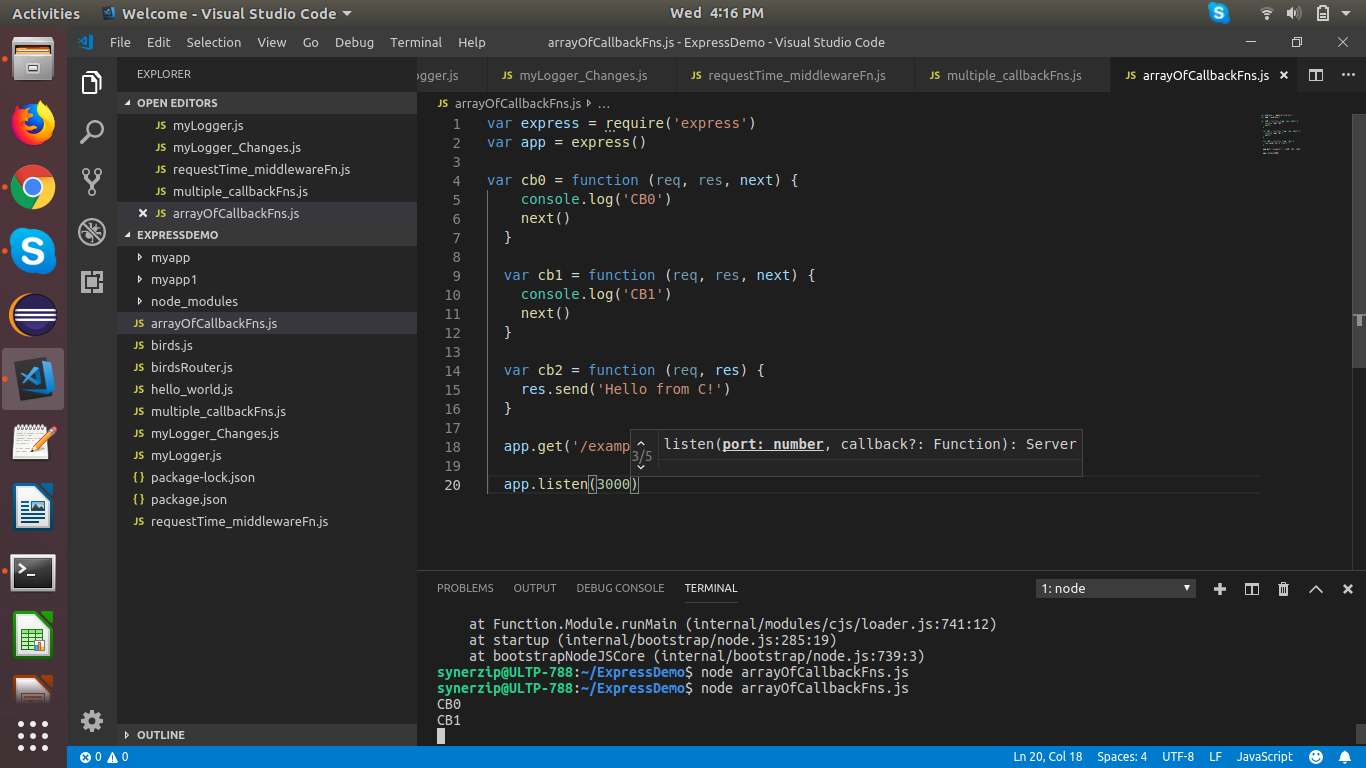 Activities Welcome - Visual Studio Code Wed 4:16 PM
File Edit Selection View Go Debug Terminal Help arrayOfCallbackFns.js - ExpressDemo - Visual Studio Code
EXPLORER
OPEN EDITORS
JS myLogger.js
JS myLogger_Changes.js
JS requestTime_middlewareFn.js
JS multiple_callbackFns.js
JS arrayOfCallbackFns.js
EXPRESSDEMO
myapp
myapp1
node_modules
JS arrayOfCallbackFns.js
JS birds.js
JS birdsRouter.js
JS hello_world.js
JS multiple_callbackFns.js
JS myLogger_Changes.js
JS myLogger.js
{} package-lock.json
{} package.json
JS requestTime_middlewareFn.js
OUTLINE
ogger.js JS myLogger_Changes.js JS requestTime_middlewareFn.js JS multiple_callbackFns.js JS arrayOfCallbackFns.js
JS arrayOfCallbackFns.js ...
1 var express = require('express')
2 var app = express()
3
4 var cb0 = function (req, res, next) {
5 console.log('CB0')
6 next()
7 }
8
9 var cb1 = function (req, res, next) {
10 console.log('CB1')
11 next()
12 }
13
14 var cb2 = function (req, res) {
15 res.send('Hello from C!')
16 }
17
18 app.get('/examp
3/5 listen(port: number, callback?: Function): Server
19
20 app.listen(3000)
PROBLEMS OUTPUT DEBUG CONSOLE TERMINAL 1: node
at Function.Module.runMain (internal/modules/cjs/loader.js:741:12)
at startup (internal/bootstrap/node.js:285:19)
at bootstrapNodeJSCore (internal/bootstrap/node.js:739:3)
synerzip@ULTP-788:~/ExpressDemo$ node arrayOfCallbackFns.js
synerzip@ULTP-788:~/ExpressDemo$ node arrayOfCallbackFns.js
CB0
CB1
0 0 Ln 20, Col 18 Spaces: 4 UTF-8 LF JavaScript